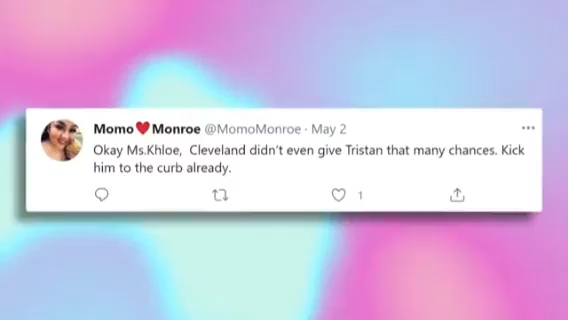 Momo❤️Monroe @MomoMonroe · May 2
Okay Ms.Khloe,  Cleveland didn't even give Tristan that many chances. Kick
him to the curb already.
1